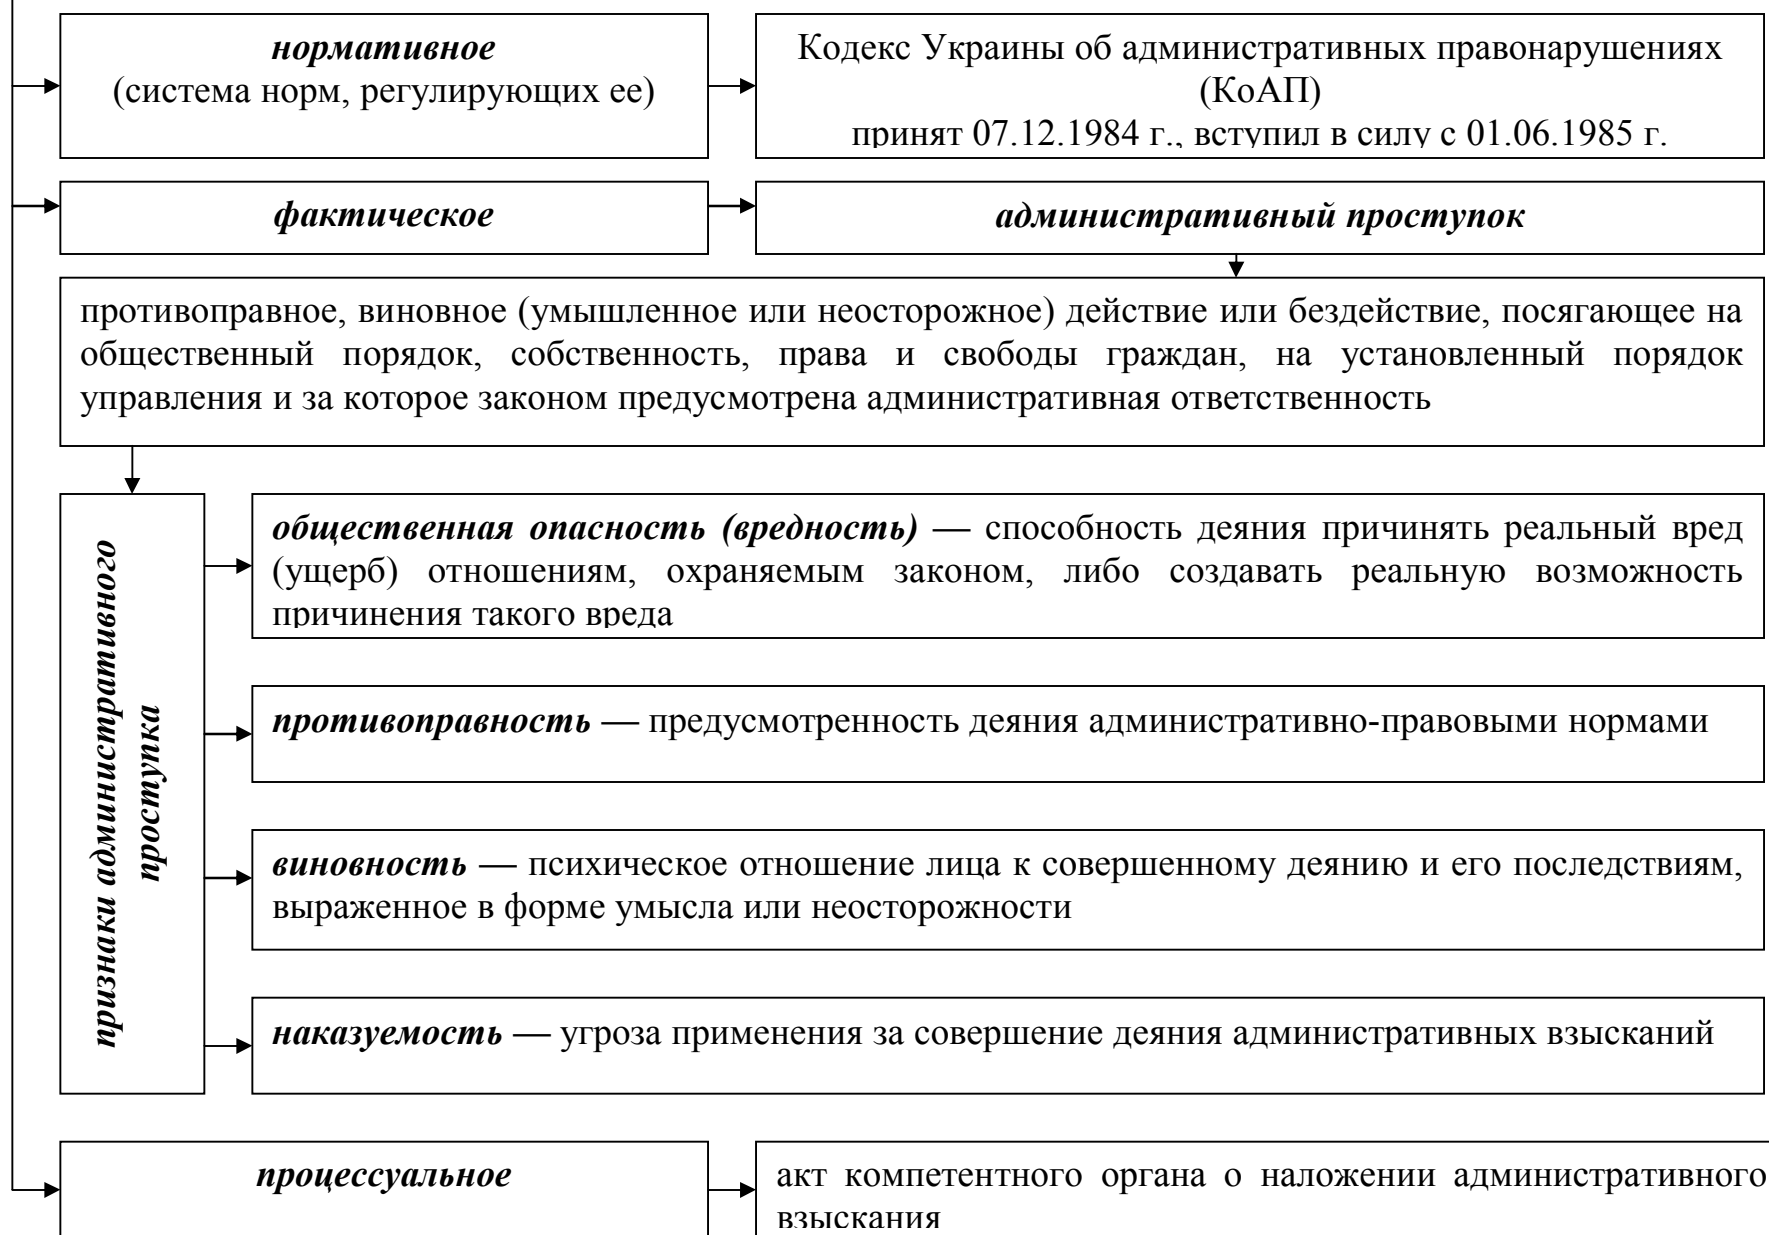 нормативное
(система норм, регулирующих ее)
Кодекс Украины об административных правонарушениях
(КоАП)
принят 07.12.1984 г., вступил в силу с 01.06.1985 г.
фактическое
административный проступок
противоправное, виновное (умышленное или неосторожное) действие или бездействие, посягающее на
общественный порядок, собственность, права и свободы граждан, на установленный порядок
управления и за которое законом предусмотрена административная ответственность
признаки административного
проступка
общественная опасность (вредность) — способность деяния причинять реальный вред
(ущерб) отношениям, охраняемым законом, либо создавать реальную возможность
причинения такого вреда
противоправность — предусмотренность деяния административно-правовыми нормами
виновность — психическое отношение лица к совершенному деянию и его последствиям,
выраженное в форме умысла или неосторожности
наказуемость — угроза применения за совершение деяния административных взысканий
процессуальное
акт компетентного органа о наложении административного
взыскания